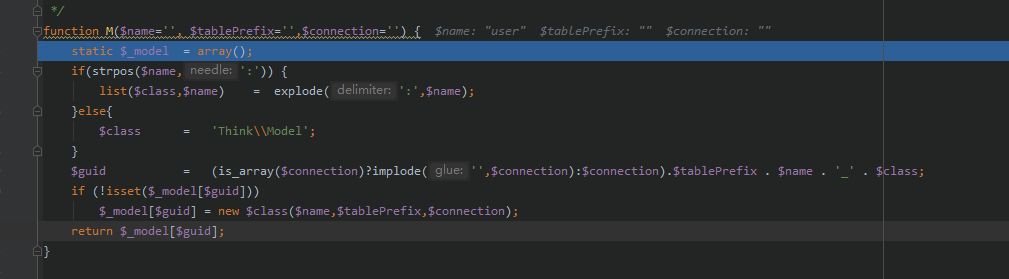 */
function M($name='', $tablePrefix='',$connection='') {  $name: "user"  $tablePrefix: ""  $connection: ""
    static $_model  = array();
    if(strpos($name, needle: ':')) {
        list($class,$name)    =  explode( delimiter: ':',$name);
    }else{
        $class      =   'Think\\Model';
    }
    $guid           =   (is_array($connection)?implode( glue: '',$connection):$connection).$tablePrefix . $name . '_' . $class;
    if (!isset($_model[$guid]))
        $_model[$guid] = new $class($name,$tablePrefix,$connection);
    return $_model[$guid];
}